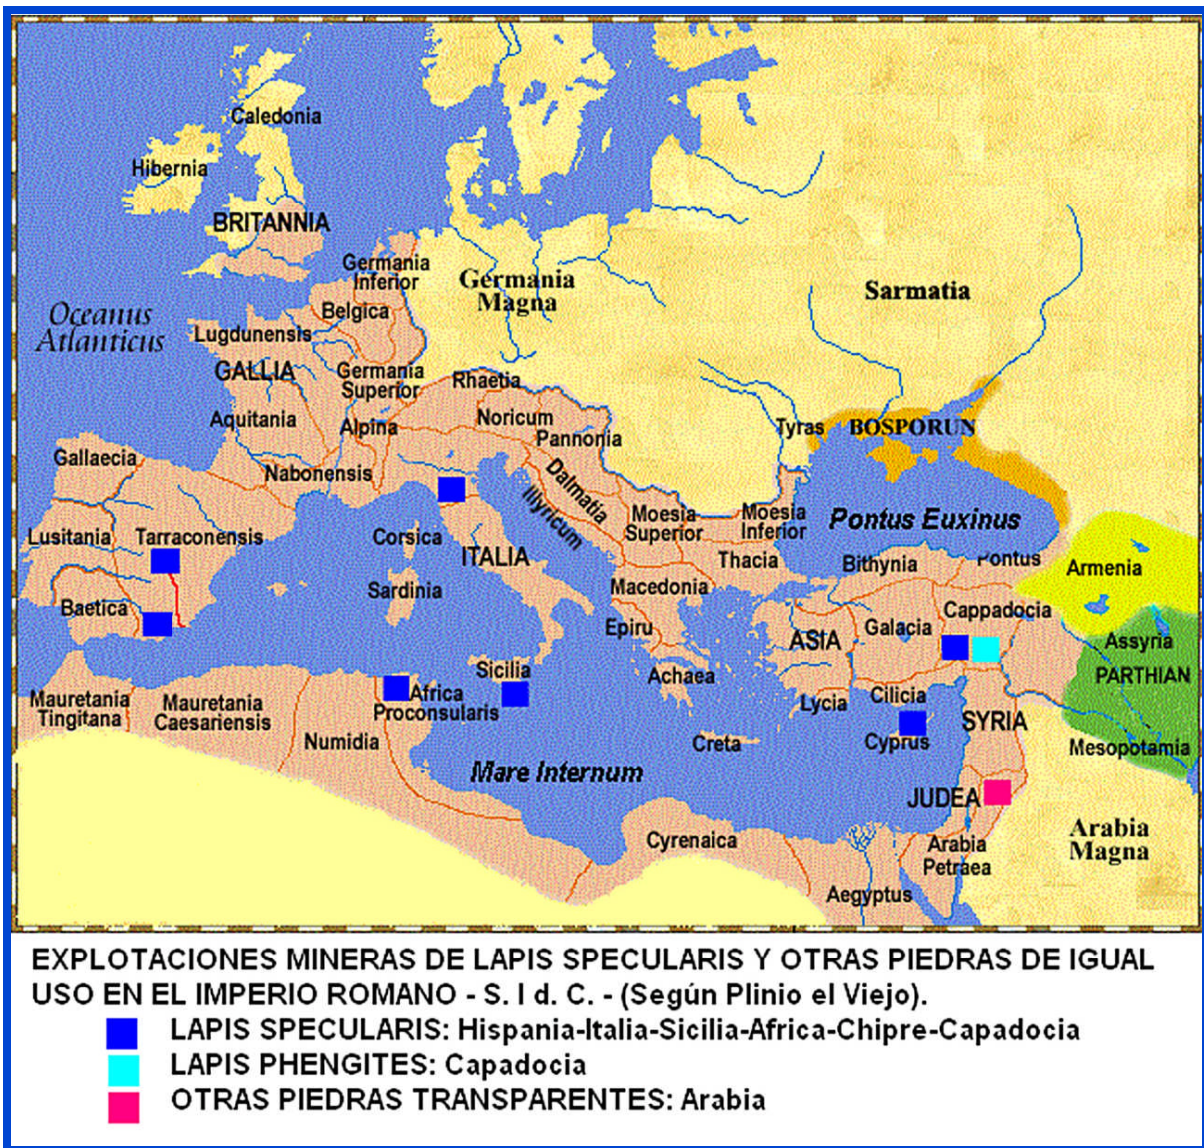 Caledonia
Hibernia
BRITANNIA
Germania
Inferior
Germania
Magna
Sarmatia
Oceanus
Atlanticus
Belgica
Lugdunensis
GALLIA
Germania
Superior
Rhaetia
Aquitania
Alpina
Noricum
Pannonia
Tyras
BOSPORUN
Gallaecia
Nabonensis
Dalmatia
Illyricum
Moesia
Superior
Moesia
Inferior
Pontus Euxinus
Lusitania
Tarraconensis
Corsica
ITALIA
Thacia
Bithynia
Pontus
Armenia
Sardinia
Macedonia
Baetica
Epiru
ASIA
Galacia
Cappadocia
Assyria
PARTHIAN
Sicilia
Achaea
Mauretania
Tingitana
Mauretania
Caesariensis
Africa
Proconsularis
Lycia
Cilicia
SYRIA
Numidia
Creta
Cyprus
Mesopotamia
Mare Internum
JUDEA
Cyrenaica
Arabia
Petraea
Arabia
Magna
Aegyptus
EXPLOTACIONES MINERAS DE LAPIS SPECULARIS Y OTRAS PIEDRAS DE IGUAL
USO EN EL IMPERIO ROMANO - S. I d. C. - (Según Plinio el Viejo).
LAPIS SPECULARIS: Hispania-Italia-Sicilia-Africa-Chipre-Capadocia
LAPIS PHENGITES: Capadocia
OTRAS PIEDRAS TRANSPARENTES: Arabia